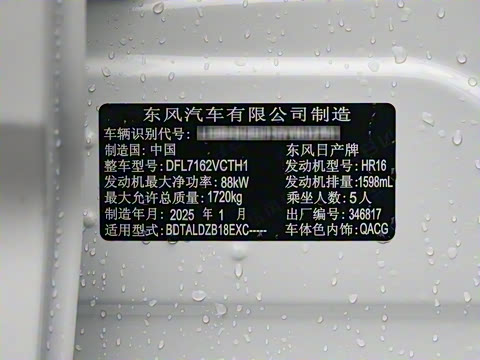 东风汽车有限公司制造
车辆识别代号:
制造国: 中国 东风日产牌
整车型号: DFL7162VCTH1 发动机型号: HR16
发动机最大净功率: 88kW 发动机排量: 1598mL
最大允许总质量: 1720kg 乘坐人数: 5人
制造年月: 2025 年 1 月 出厂编号: 346817
适用型号: BDTALDZB18EXC----- 车体色内饰: QACG